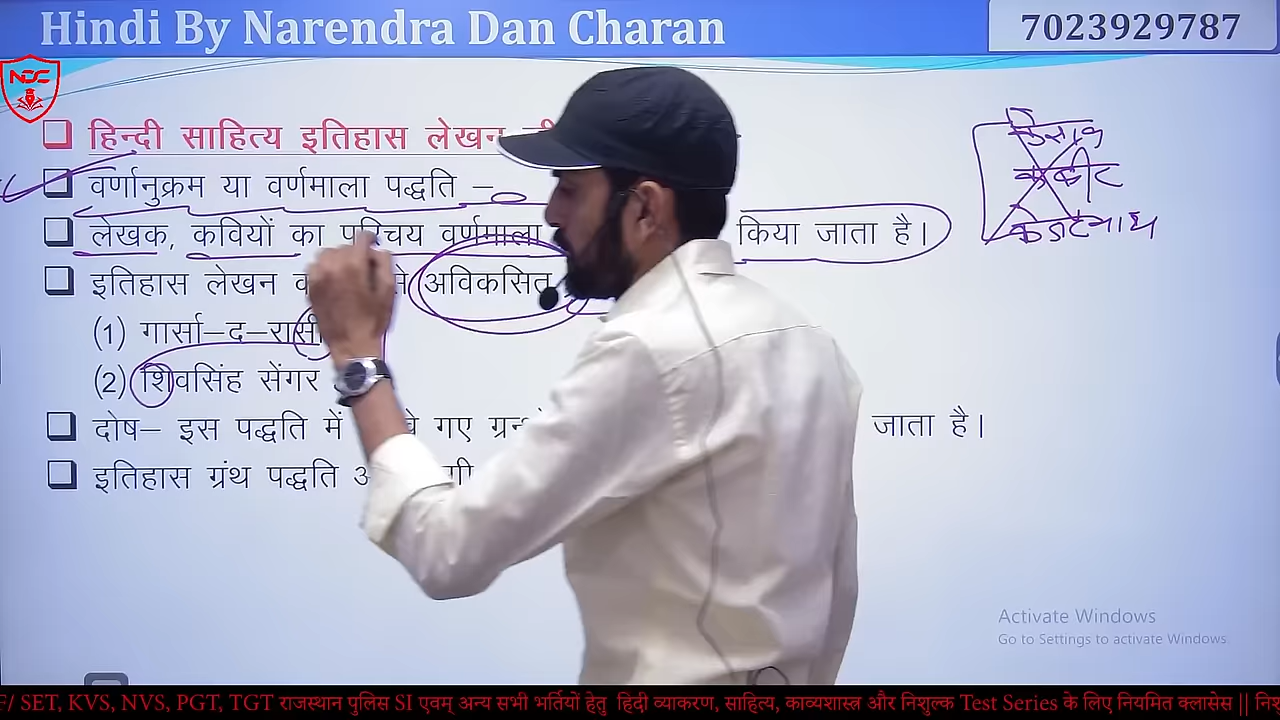 Hindi By Narendra Dan Charan
7023929787
NDC
हिन्दी साहित्य इतिहास लेखन
वर्णानुक्रम या वर्णमाला पद्धति –
लेखक, कवियों का परिचय वर्णमाला किया जाता है।
इतिहास लेखन से अविकसित
(1) गार्सा–द–रासी
(2) शिवसिंह सेंगर
दोष– इस पद्धति में गए जाता है।
इतिहास ग्रंथ पद्धति
कबीर
Activate Windows
Go to Settings to activate Windows.
F/ SET, KVS, NVS, PGT, TGT राजस्थान पुलिस SI एवम् अन्य सभी भर्तियों हेतु हिंदी व्याकरण, साहित्य, काव्यशास्त्र और निशुल्क Test Series के लिए नियमित क्लासेस ||